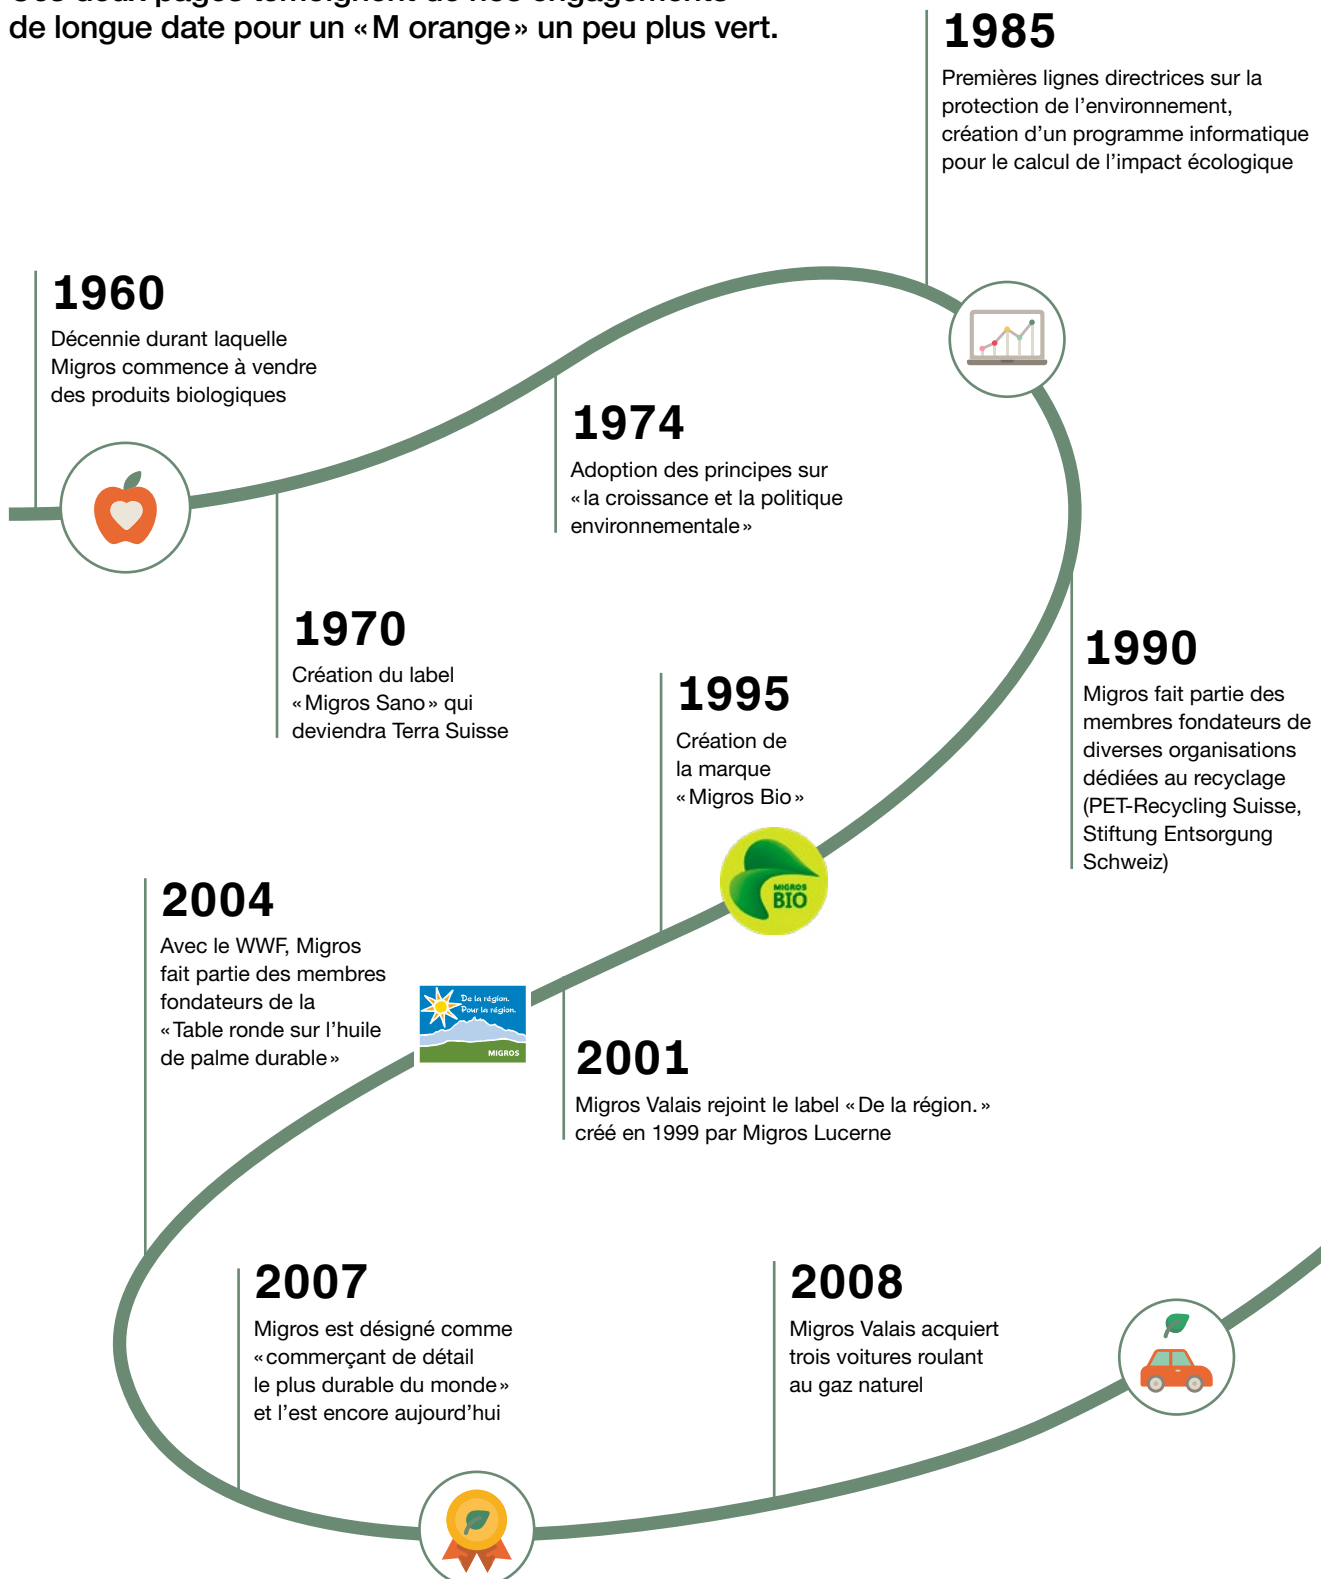 de longue date pour un «M orange» un peu plus vert.
1985
Premières lignes directrices sur la
protection de l'environnement,
création d'un programme informatique
pour le calcul de l'impact écologique
1960
Décennie durant laquelle
Migros commence à vendre
des produits biologiques
1974
Adoption des principes sur
«la croissance et la politique
environnementale»
1970
Création du label
«Migros Sano» qui
deviendra Terra Suisse
1990
Migros fait partie des
membres fondateurs de
diverses organisations
dédiées au recyclage
(PET-Recycling Suisse,
Stiftung Entsorgung
Schweiz)
1995
Création de
la marque
«Migros Bio»
MIGROS
BIO
2004
Avec le WWF, Migros
fait partie des membres
fondateurs de la
«Table ronde sur l'huile
de palme durable»
De la région.
Pour la région.
MIGROS
2001
Migros Valais rejoint le label «De la région.»
créé en 1999 par Migros Lucerne
2007
Migros est désigné comme
«commerçant de détail
le plus durable du monde»
et l'est encore aujourd'hui
2008
Migros Valais acquiert
trois voitures roulant
au gaz naturel